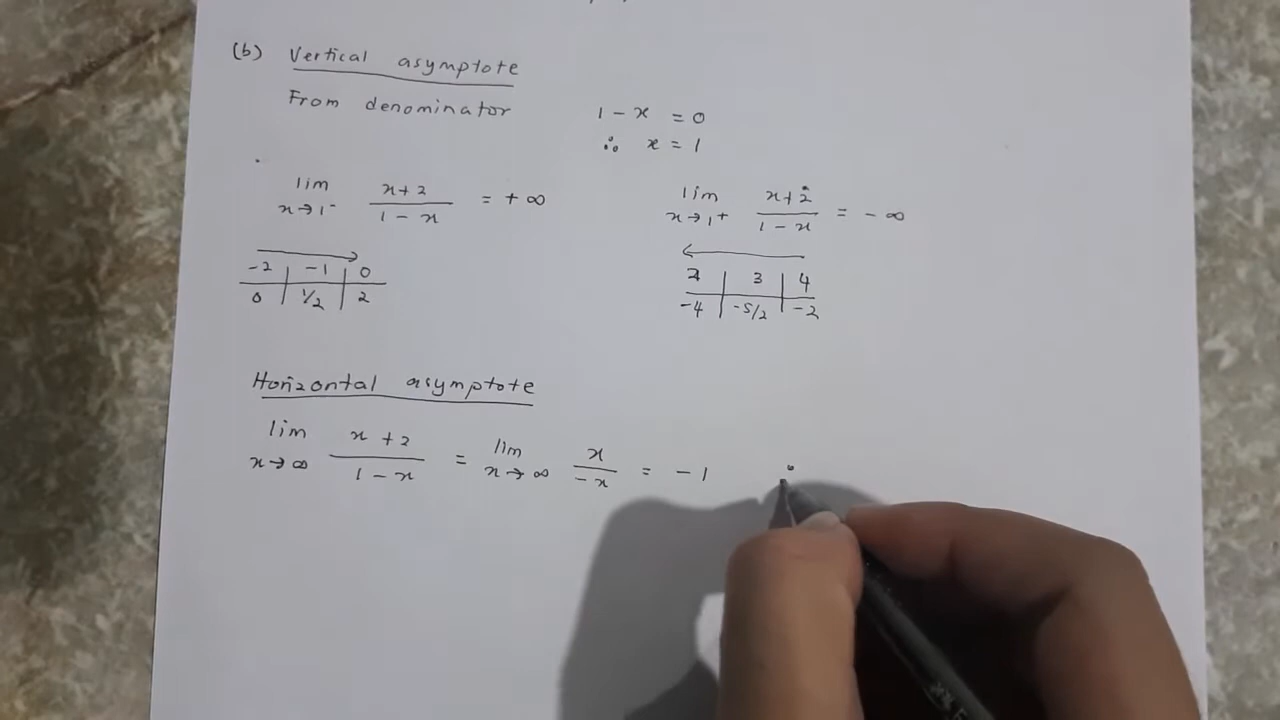 (b) Vertical asymptote
From denominator
1 - x = 0
∴ x = 1
lim x→1⁻ (x+2)/(1-x) = +∞
lim x→1⁺ (x+2)/(1-x) = -∞
-2 | -1 | 0
0 | 1/2 | 2
2 | 3 | 4
-4 | -5/2 | -2
Horizontal asymptote
lim x→∞ (x+2)/(1-x) = lim x→∞ x/-x = -1